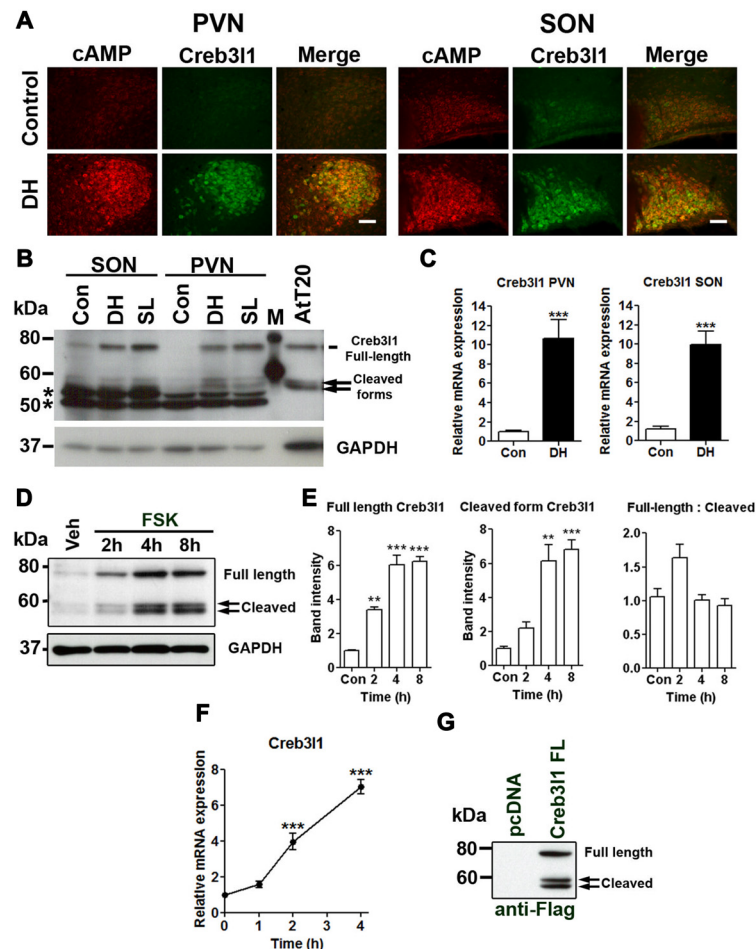 A
PVN
SON
cAMP Creb3l1 Merge
cAMP Creb3l1 Merge
Control
DH
B
SON
PVN
kDa
Con
DH
SL
Con
DH
SL
M
AtT20
80
60
*
50*
37
Creb3l1
Full-length
Cleaved
forms
GAPDH
C
Creb3l1 PVN
Relative mRNA expression
14
12
10
8
6
4
2
0
***
Con
DH
Creb3l1 SON
Relative mRNA expression
14
12
10
8
6
4
2
0
***
Con
DH
D
kDa
Veh
FSK
2h 4h 8h
80
60
37
Full length
Cleaved
GAPDH
E
Full length Creb3l1
Band intensity
8
6
4
2
0
**
***
***
Con 2 4 8
Time (h)
Cleaved form Creb3l1
Band intensity
8
6
4
2
0
**
***
Con 2 4 8
Time (h)
Full-length : Cleaved
2.0
1.5
1.0
0.5
0.0
Con 2 4 8
Time (h)
F
Creb3l1
Relative mRNA expression
8
6
4
2
0
***
***
0 1 2 3 4
Time (h)
G
kDa
pcDNA
Creb3l1 FL
80
60
Full length
Cleaved
anti-Flag